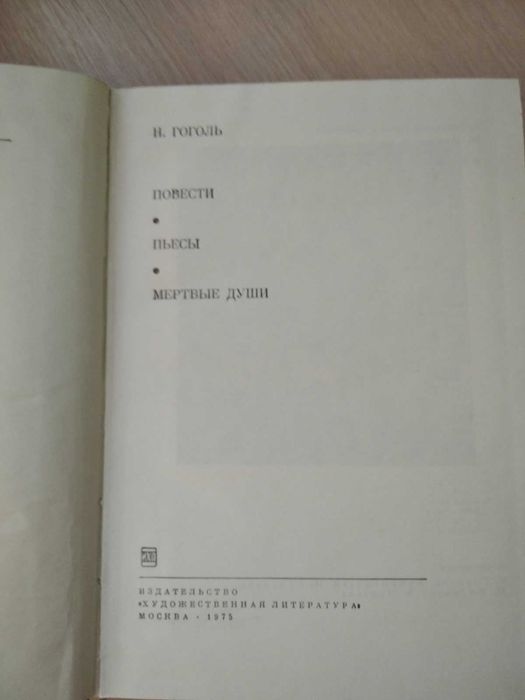 Н. ГОГОЛЬ
ПОВЕСТИ
•
ПЬЕСЫ
•
МЕРТВЫЕ ДУШИ
ИЗДАТЕЛЬСТВО
«ХУДОЖЕСТВЕННАЯ ЛИТЕРАТУРА»
МОСКВА · 1975